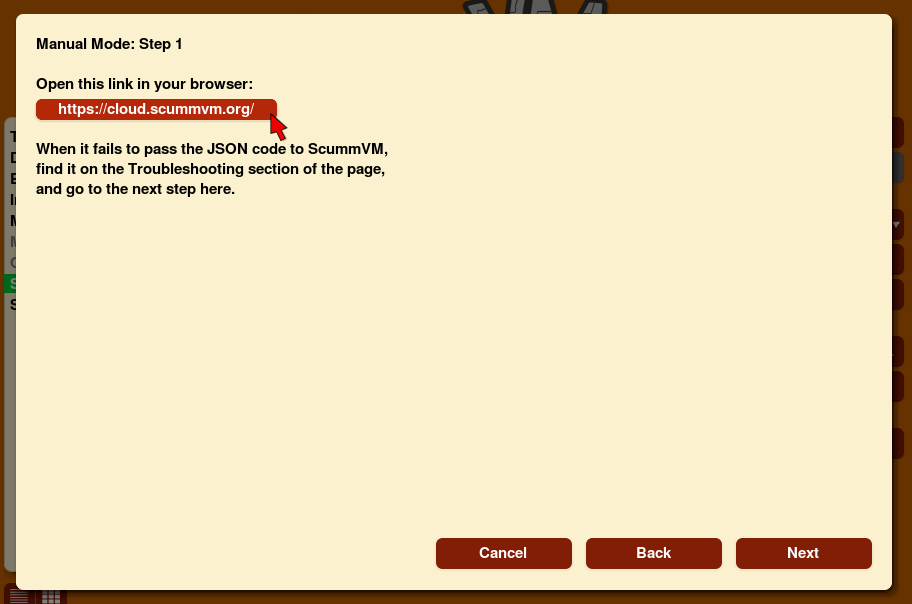 Manual Mode: Step 1
Open this link in your browser:
https://cloud.scummvm.org/
When it fails to pass the JSON code to ScummVM,
find it on the Troubleshooting section of the page,
and go to the next step here.
Cancel
Back
Next